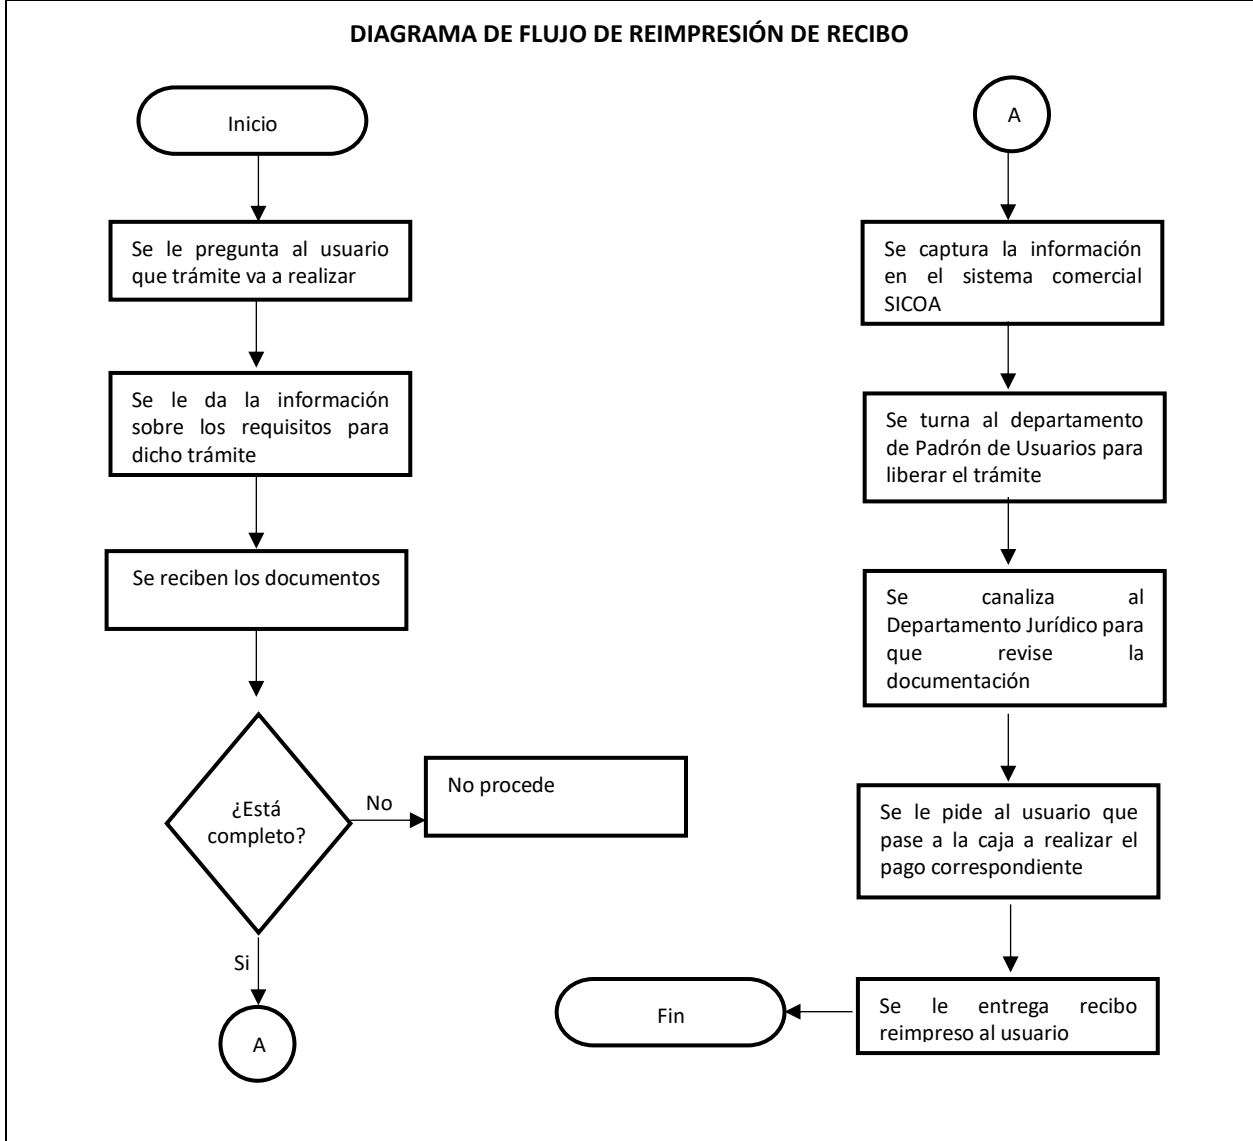 DIAGRAMA DE FLUJO DE REIMPRESIÓN DE RECIBO
Inicio
Se le pregunta al usuario
que trámite va a realizar
Se le da la información
sobre los requisitos para
dicho trámite
Se reciben los documentos
¿Está
completo?
No
No procede
Si
A
A
Se captura la información
en el sistema comercial
SICOA
Se turna al departamento
de Padrón de Usuarios para
liberar el trámite
Se canaliza al
Departamento Jurídico para
que revise la
documentación
Se le pide al usuario que
pase a la caja a realizar el
pago correspondiente
Se le entrega recibo
reimpreso al usuario
Fin